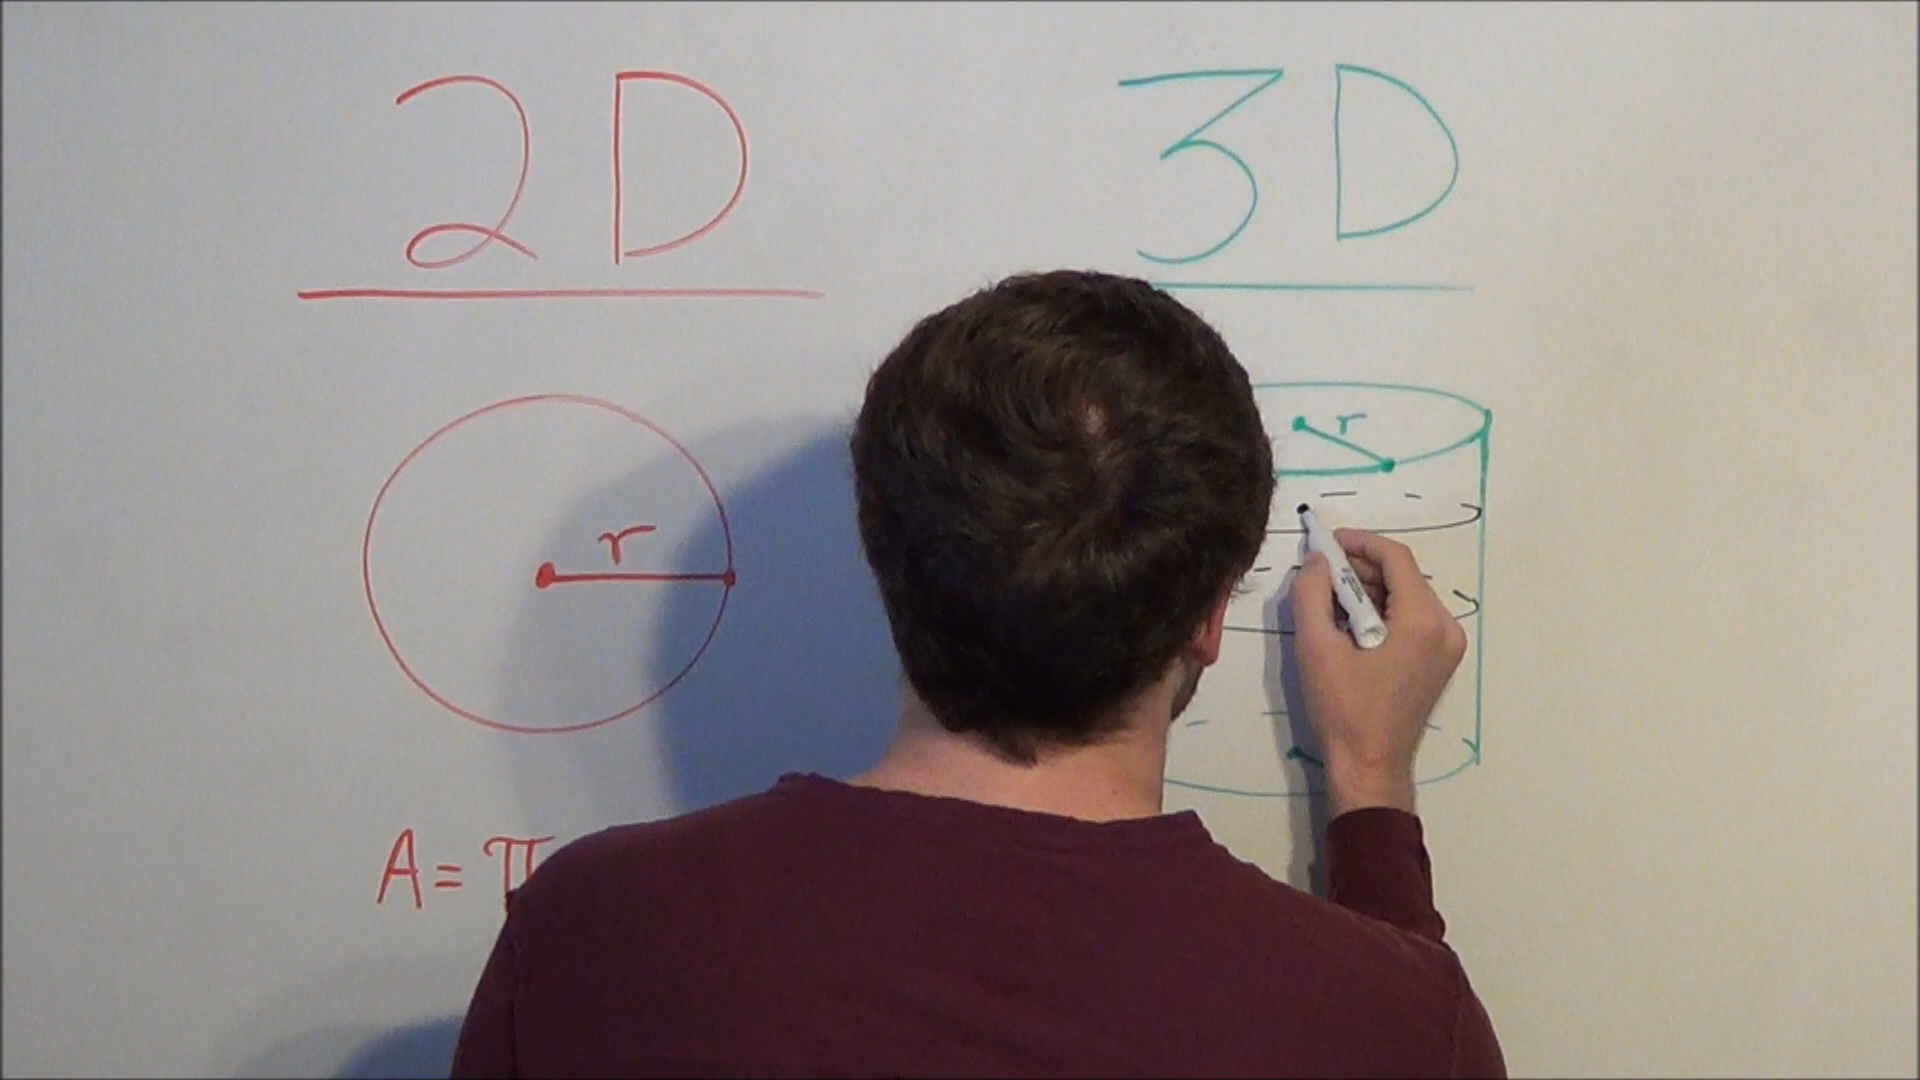 2D
3D
r
r
A = π